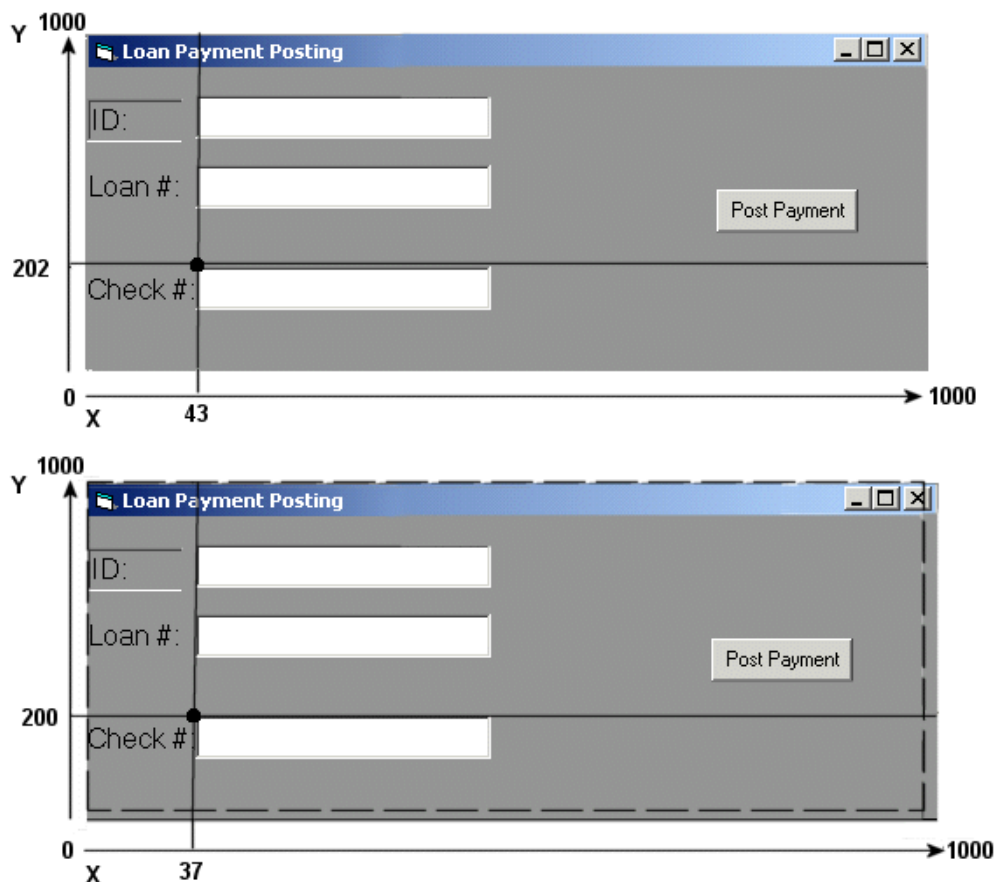 Y 1000
Loan Payment Posting
ID:
Loan #:
Post Payment
202
Check #:
0
X
43
1000
Y 1000
Loan Payment Posting
ID:
Loan #:
Post Payment
200
Check #:
0
X
37
1000